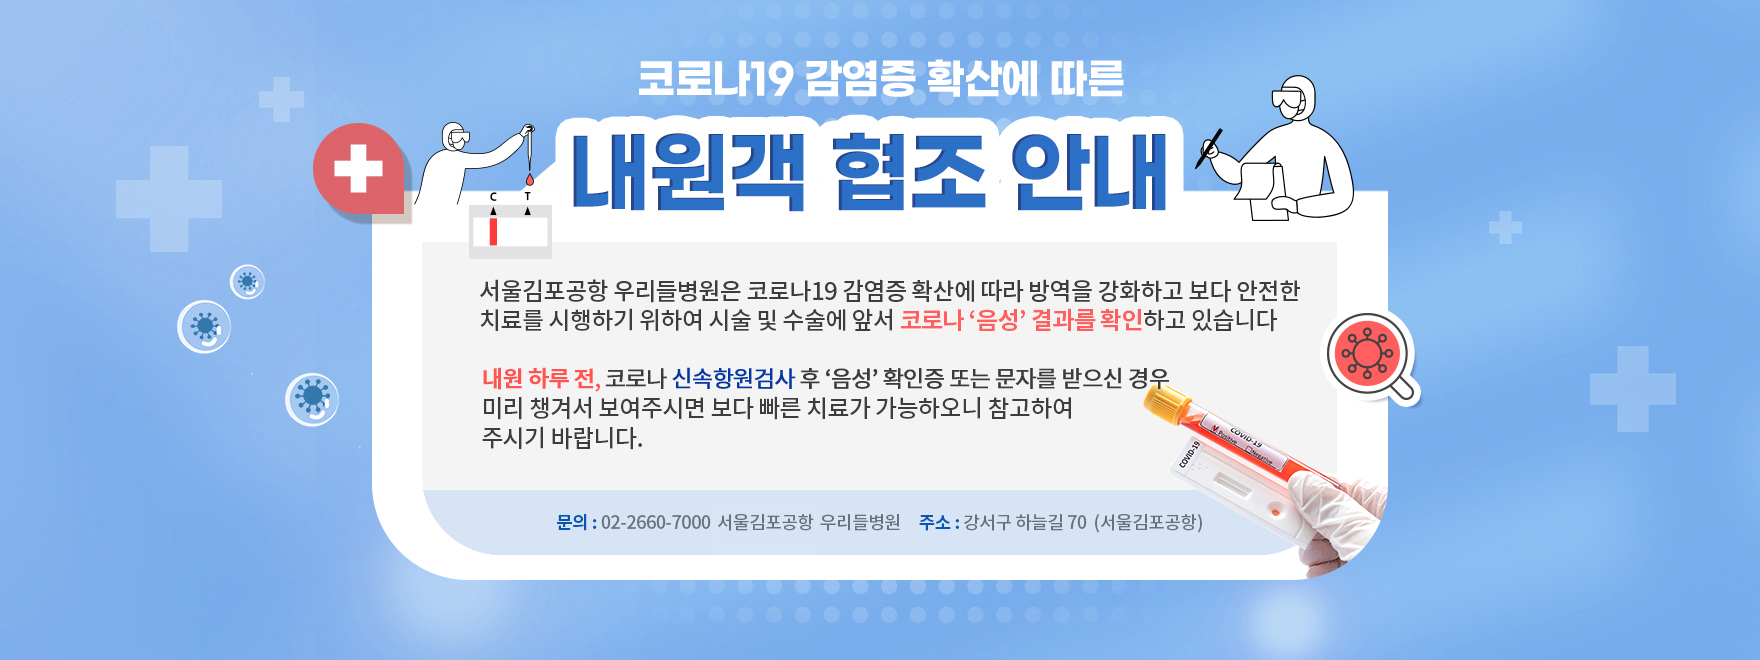 코로나19 감염증 확산에 따른
내원객 협조 안내
C T
서울김포공항 우리들병원은 코로나19 감염증 확산에 따라 방역을 강화하고 보다 안전한
치료를 시행하기 위하여 시술 및 수술에 앞서 코로나 ‘음성’ 결과를 확인하고 있습니다
내원 하루 전, 코로나 신속항원검사 후 ‘음성’ 확인증 또는 문자를 받으신 경우
미리 챙겨서 보여주시면 보다 빠른 치료가 가능하오니 참고하여
주시기 바랍니다.
COVID-19
Positive
Negative
COVID-19
문의 : 02-2660-7000 서울김포공항 우리들병원 주소 : 강서구 하늘길 70 (서울김포공항)